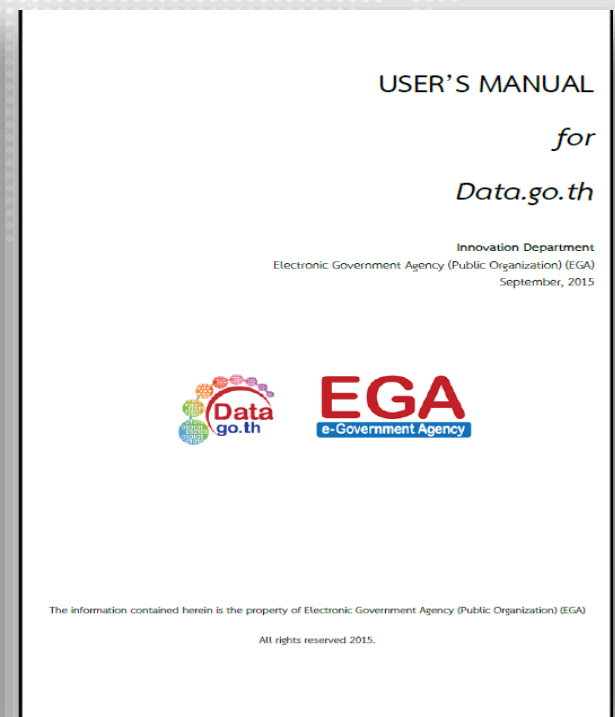 USER'S MANUAL
for
Data.go.th
Innovation Department
Electronic Government Agency (Public Organization) (EGA)
September, 2015
Data
go.th
EGA
e-Government Agency
The information contained herein is the property of Electronic Government Agency (Public Organization) (EGA)
All rights reserved 2015.